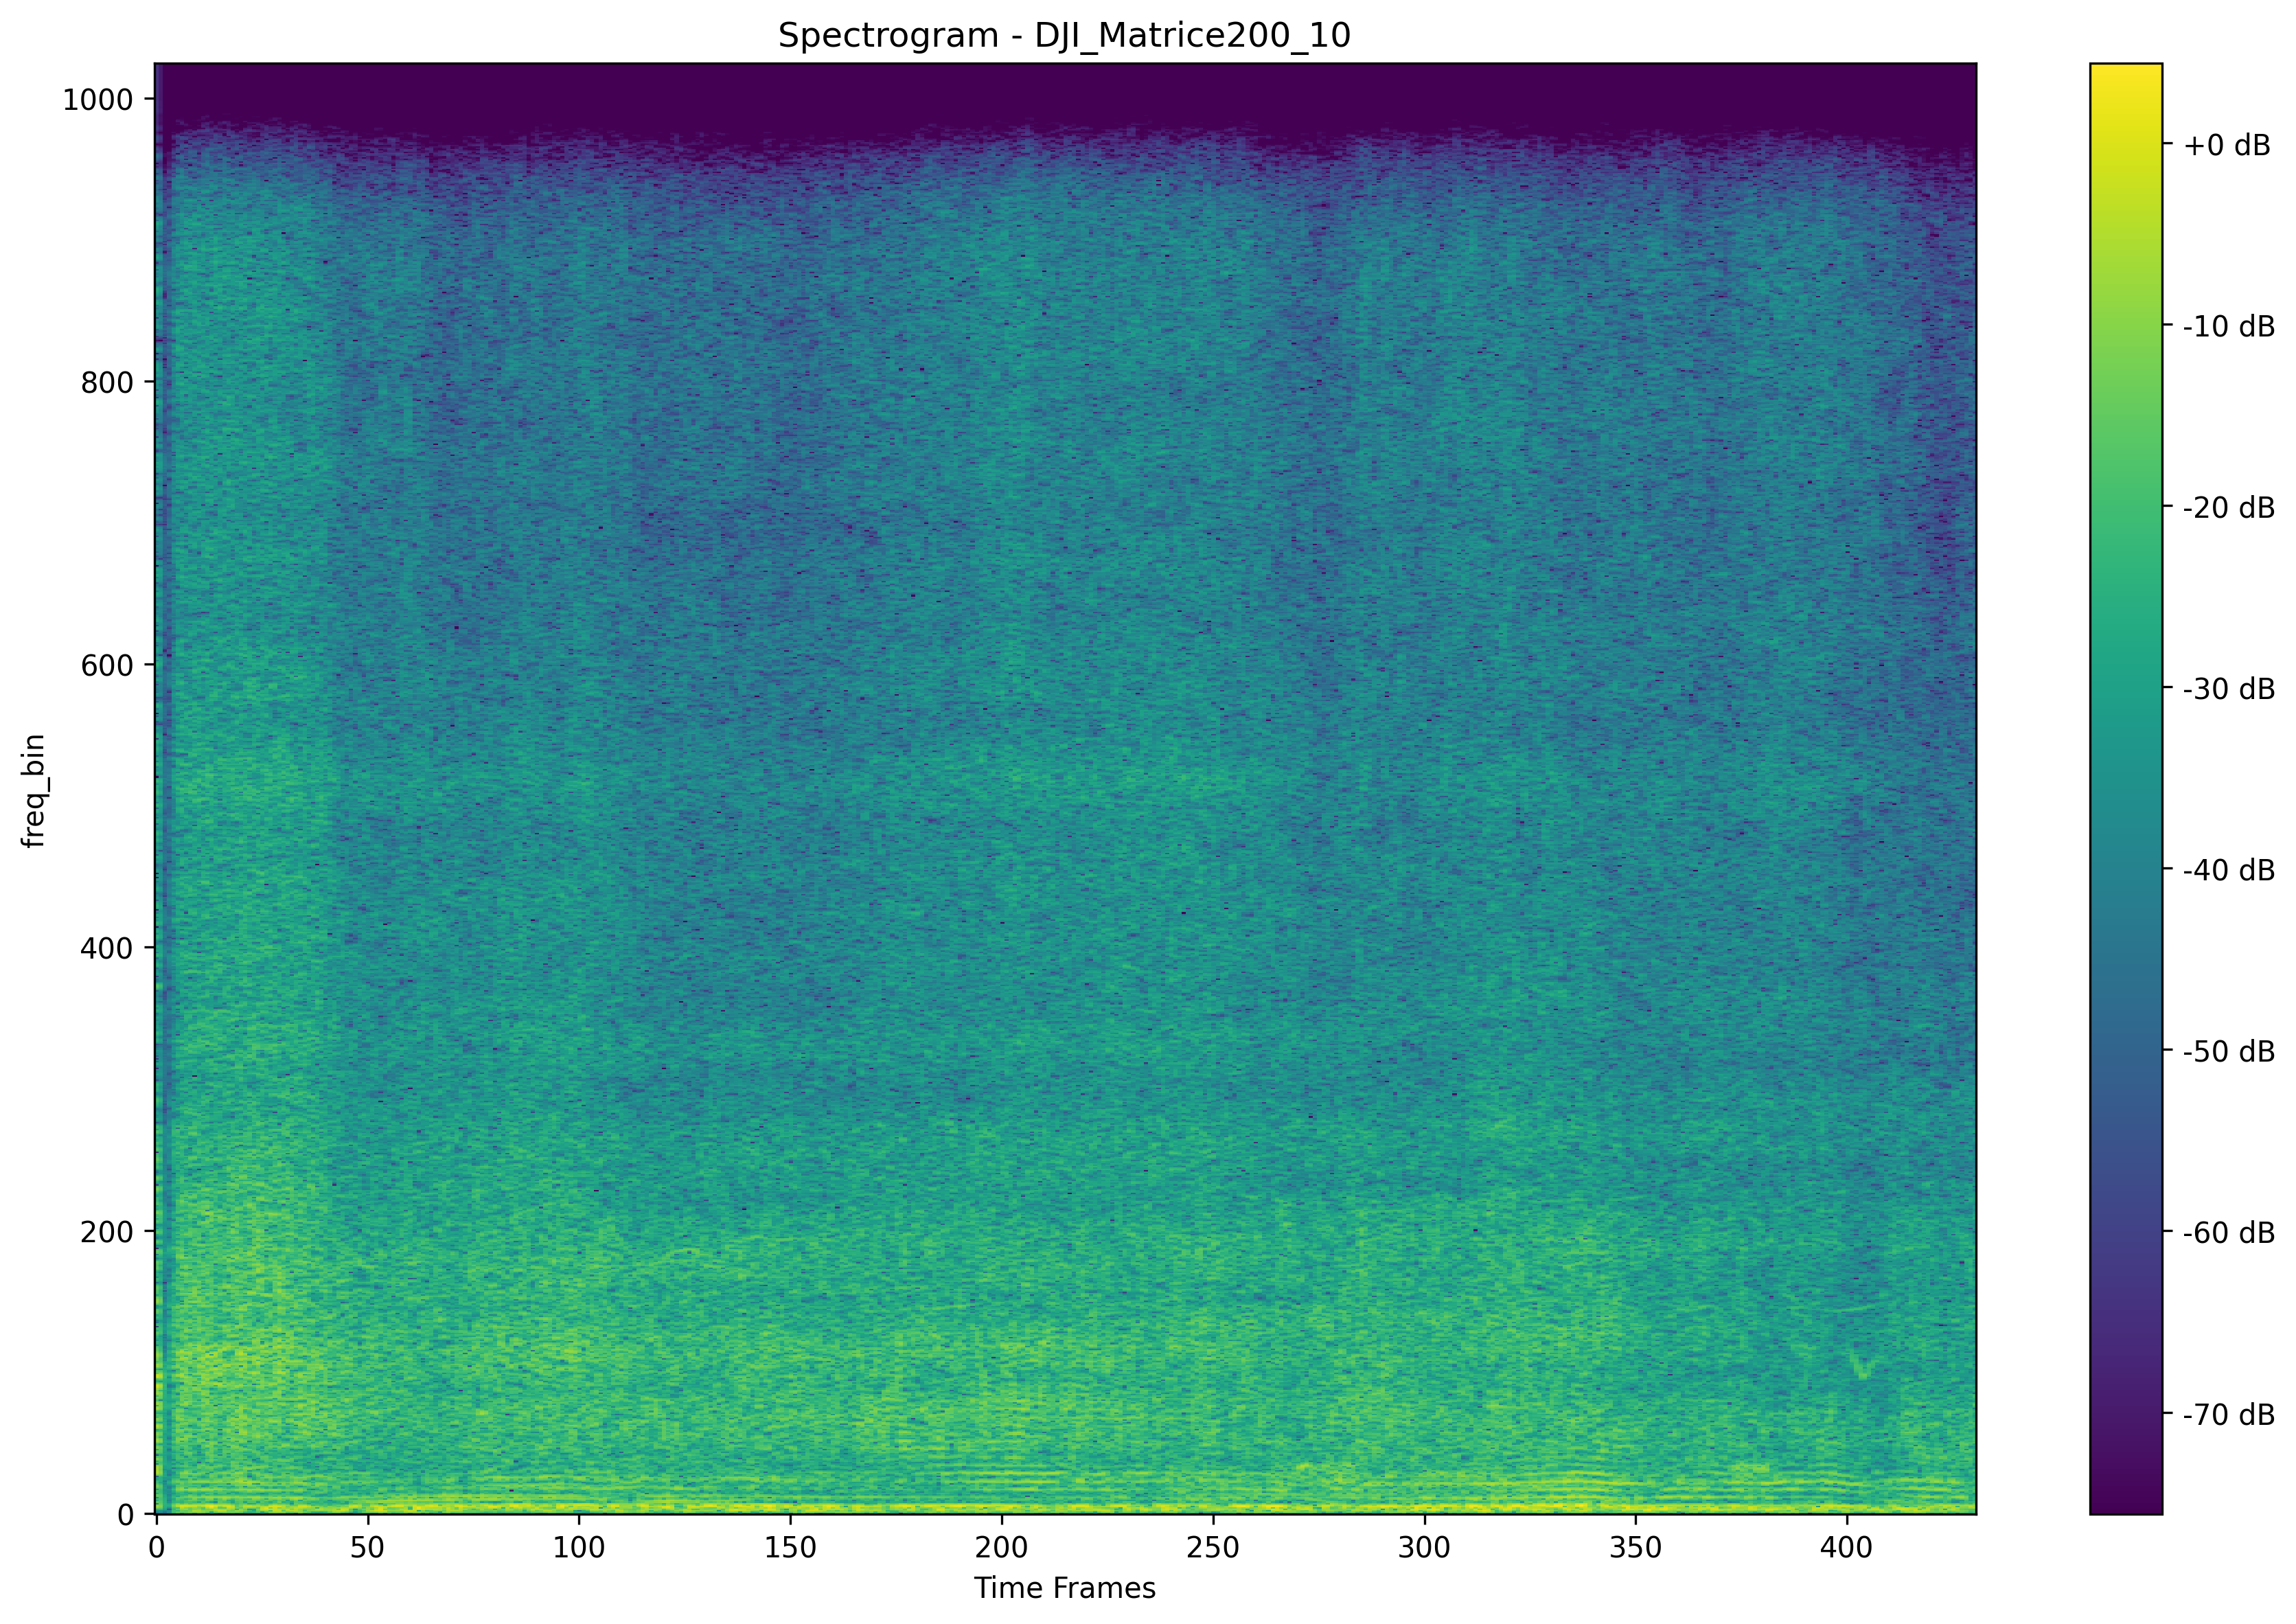 Spectrogram - DJI_Matrice200_10
freq_bin
1000
800
600
400
200
0
0 50 100 150 200 250 300 350 400
Time Frames
+0 dB
-10 dB
-20 dB
-30 dB
-40 dB
-50 dB
-60 dB
-70 dB